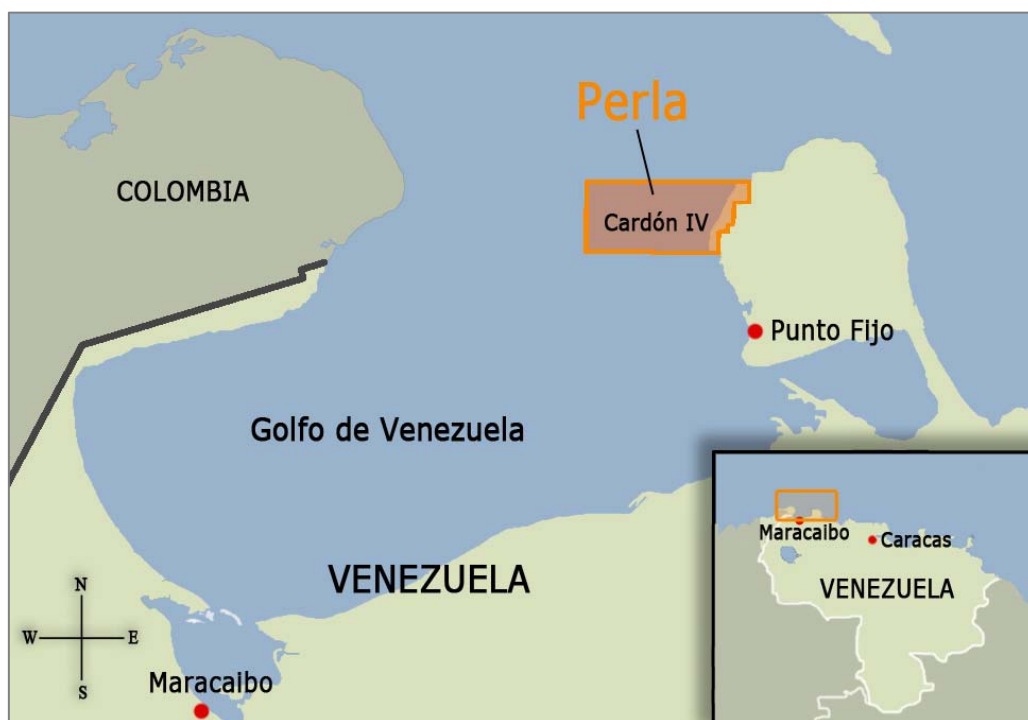 Perla
COLOMBIA
Cardón IV
Punto Fijo
Golfo de Venezuela
VENEZUELA
N
W
E
S
Maracaibo
Maracaibo
Caracas
VENEZUELA